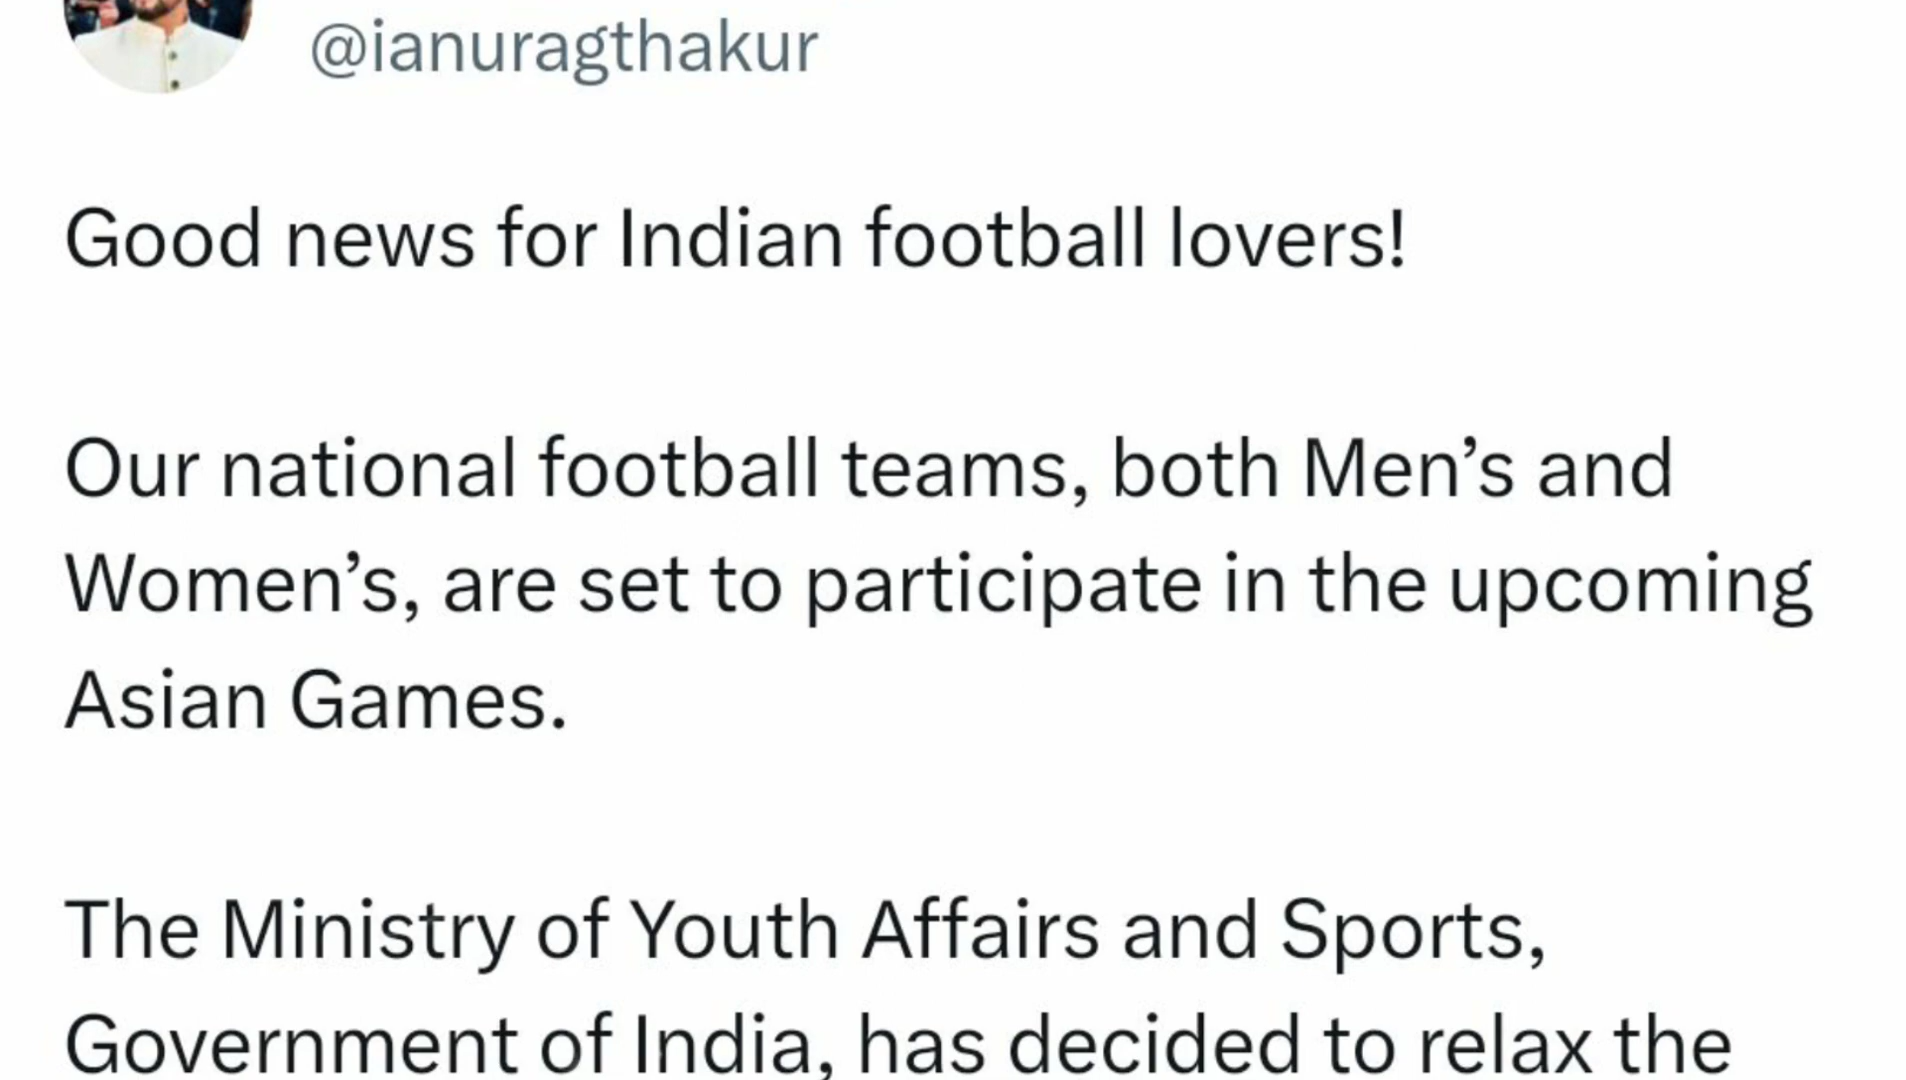 @ianuragthakur
Good news for Indian football lovers!
Our national football teams, both Men’s and
Women’s, are set to participate in the upcoming
Asian Games.
The Ministry of Youth Affairs and Sports,
Government of India, has decided to relax the